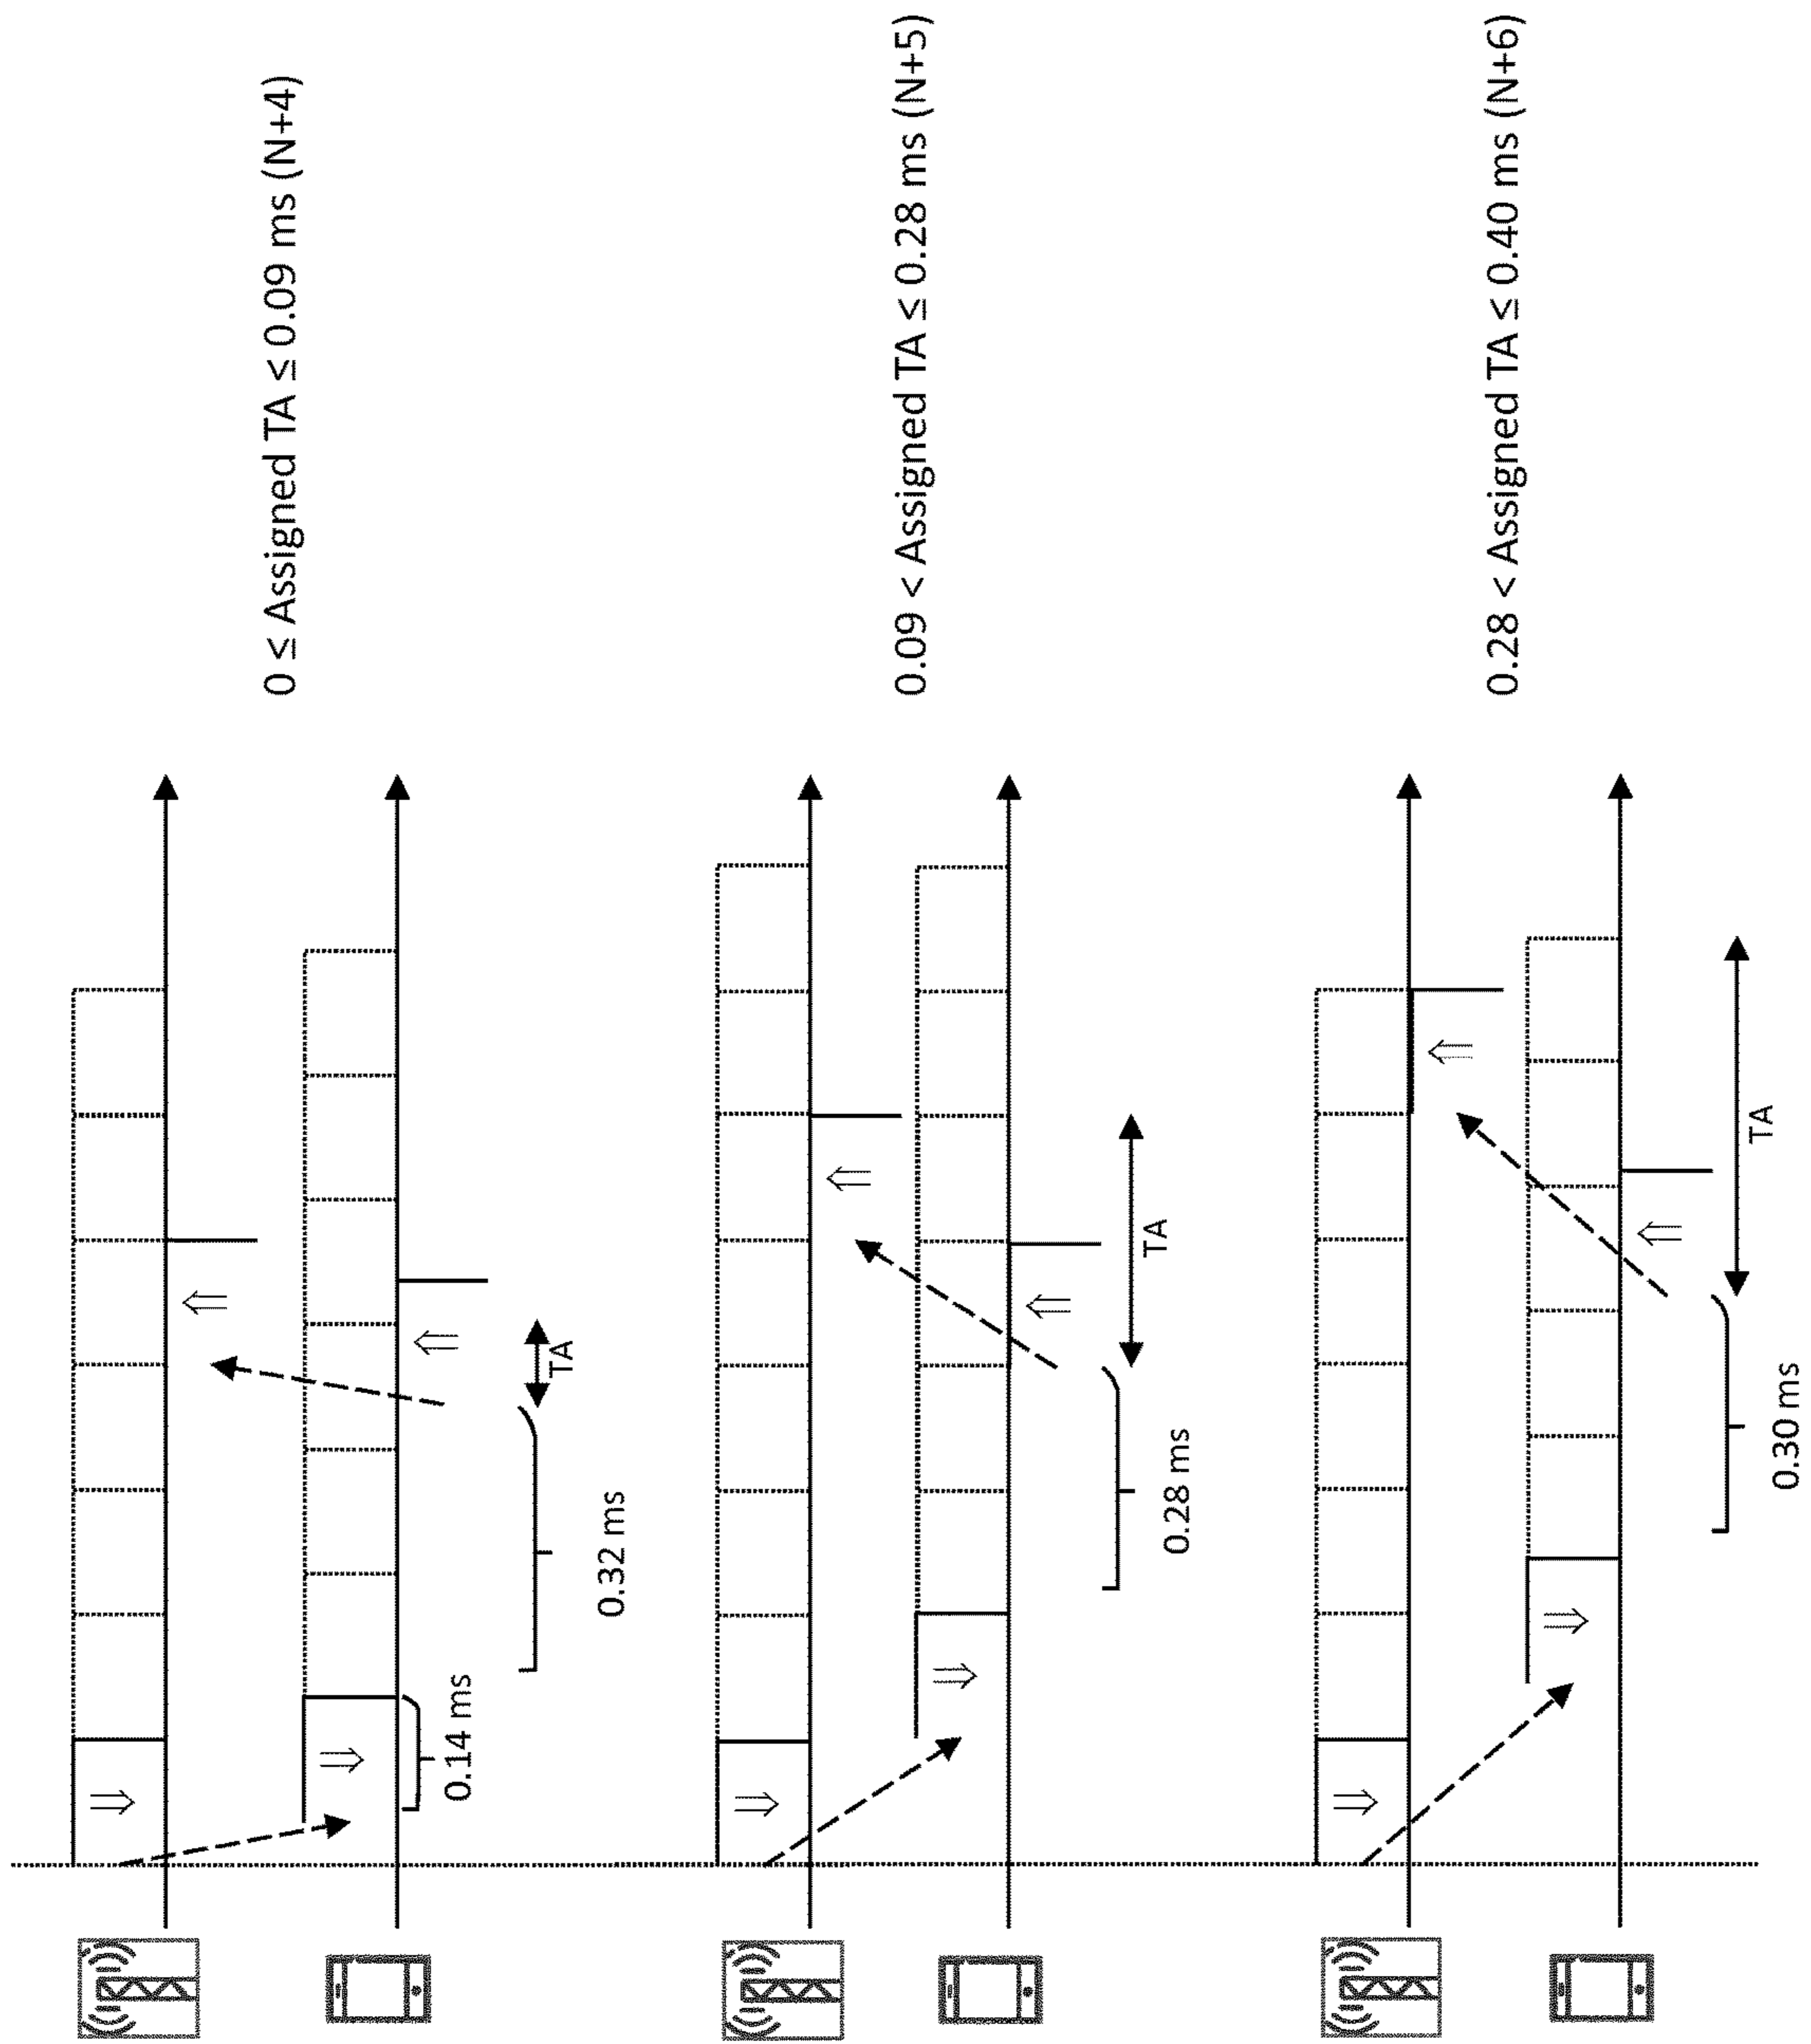 0 ≤ Assigned TA ≤ 0.09 ms (N+4)
0.14 ms
0.32 ms
TA
0.09 < Assigned TA ≤ 0.28 ms (N+5)
0.28 ms
TA
0.28 < Assigned TA ≤ 0.40 ms (N+6)
0.30 ms
TA